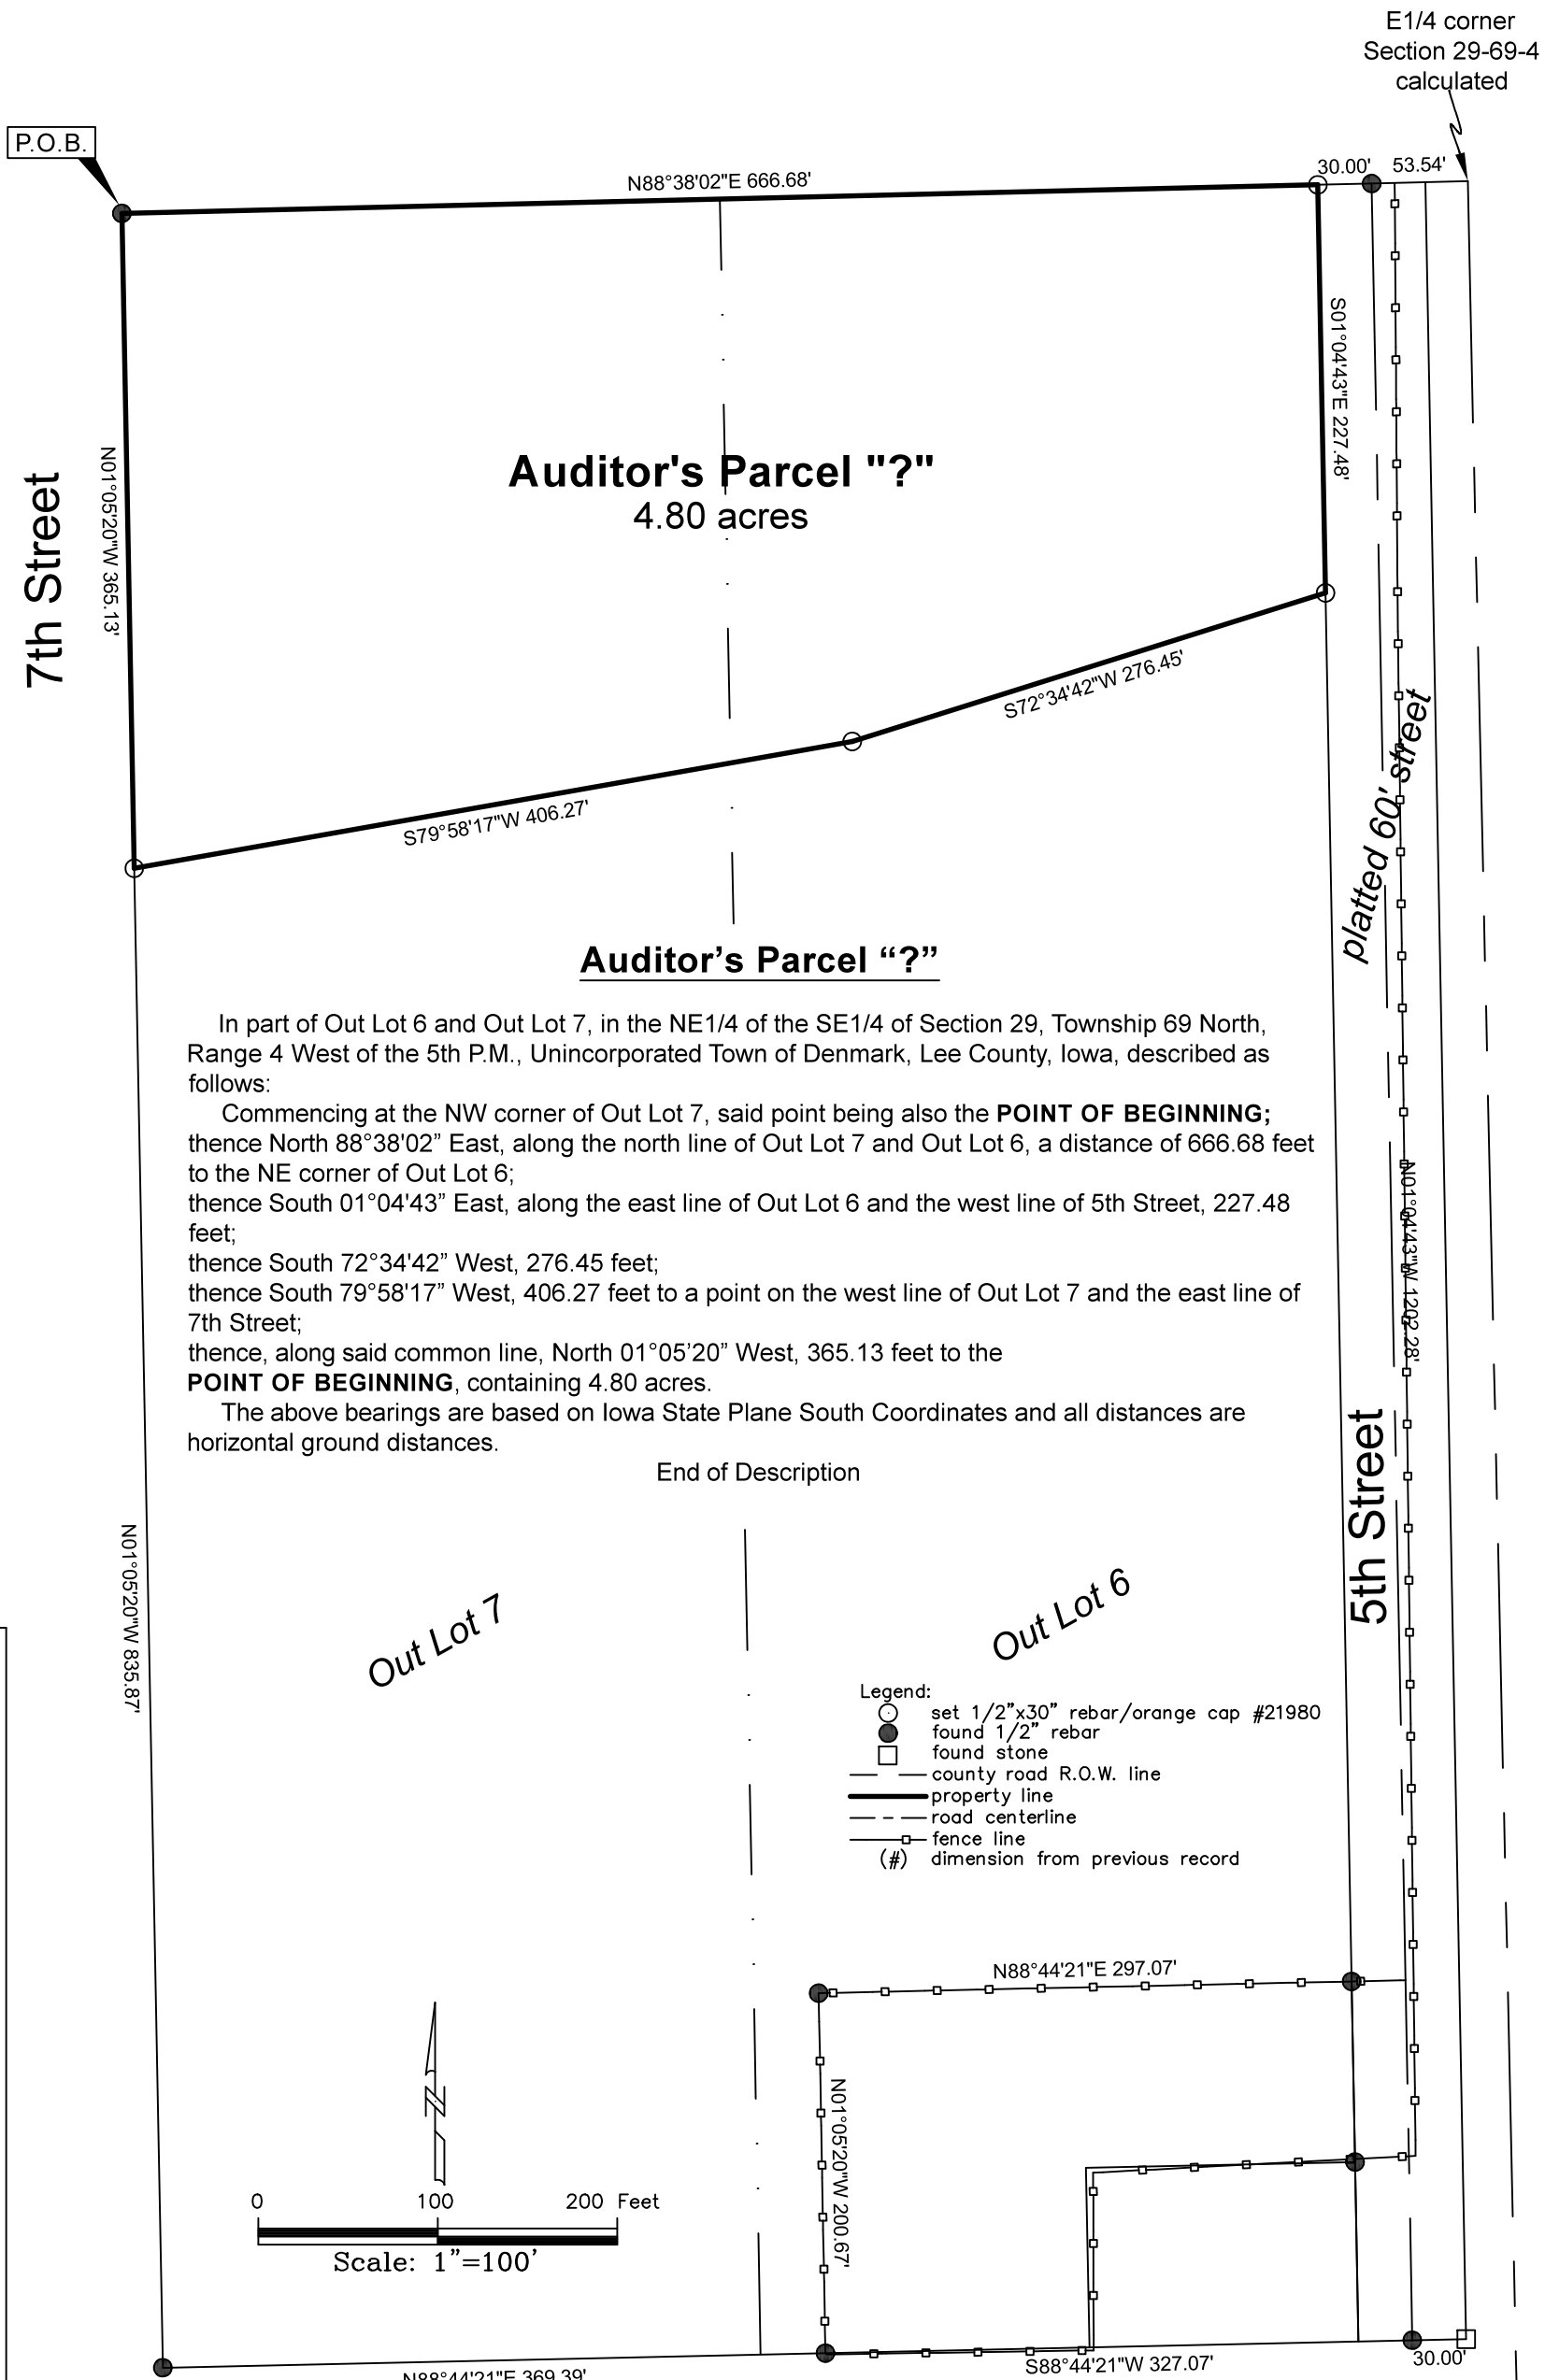 E1/4 corner
Section 29-69-4
calculated
P.O.B.
N88°38'02"E 666.68'
30.00'
53.54'
S01°04'43"E 227.48'
7th Street
N01°05'20"W 365.13'
Auditor's Parcel "?"
4.80 acres
S72°34'42"W 276.45'
S79°58'17"W 406.27'
platted 60' street
Auditor’s Parcel “?”
In part of Out Lot 6 and Out Lot 7, in the NE1/4 of the SE1/4 of Section 29, Township 69 North,
Range 4 West of the 5th P.M., Unincorporated Town of Denmark, Lee County, Iowa, described as
follows:
Commencing at the NW corner of Out Lot 7, said point being also the POINT OF BEGINNING;
thence North 88°38'02” East, along the north line of Out Lot 7 and Out Lot 6, a distance of 666.68 feet
to the NE corner of Out Lot 6;
thence South 01°04'43” East, along the east line of Out Lot 6 and the west line of 5th Street, 227.48
feet;
thence South 72°34'42” West, 276.45 feet;
thence South 79°58'17” West, 406.27 feet to a point on the west line of Out Lot 7 and the east line of
7th Street;
thence, along said common line, North 01°05’20” West, 365.13 feet to the
POINT OF BEGINNING, containing 4.80 acres.
The above bearings are based on Iowa State Plane South Coordinates and all distances are
horizontal ground distances.
End of Description
N01°04'43"W 1202.28'
5th Street
N01°05'20"W 835.87'
Out Lot 7
Out Lot 6
Legend:
set 1/2”x30” rebar/orange cap #21980
found 1/2” rebar
found stone
county road R.O.W. line
property line
road centerline
fence line
(#) dimension from previous record
N88°44'21"E 297.07'
N01°05'20"W 200.67'
N
0 100 200 Feet
Scale: 1”=100’
30.00'
S88°44'21"W 327.07'
N88°44'21"E 369.39'